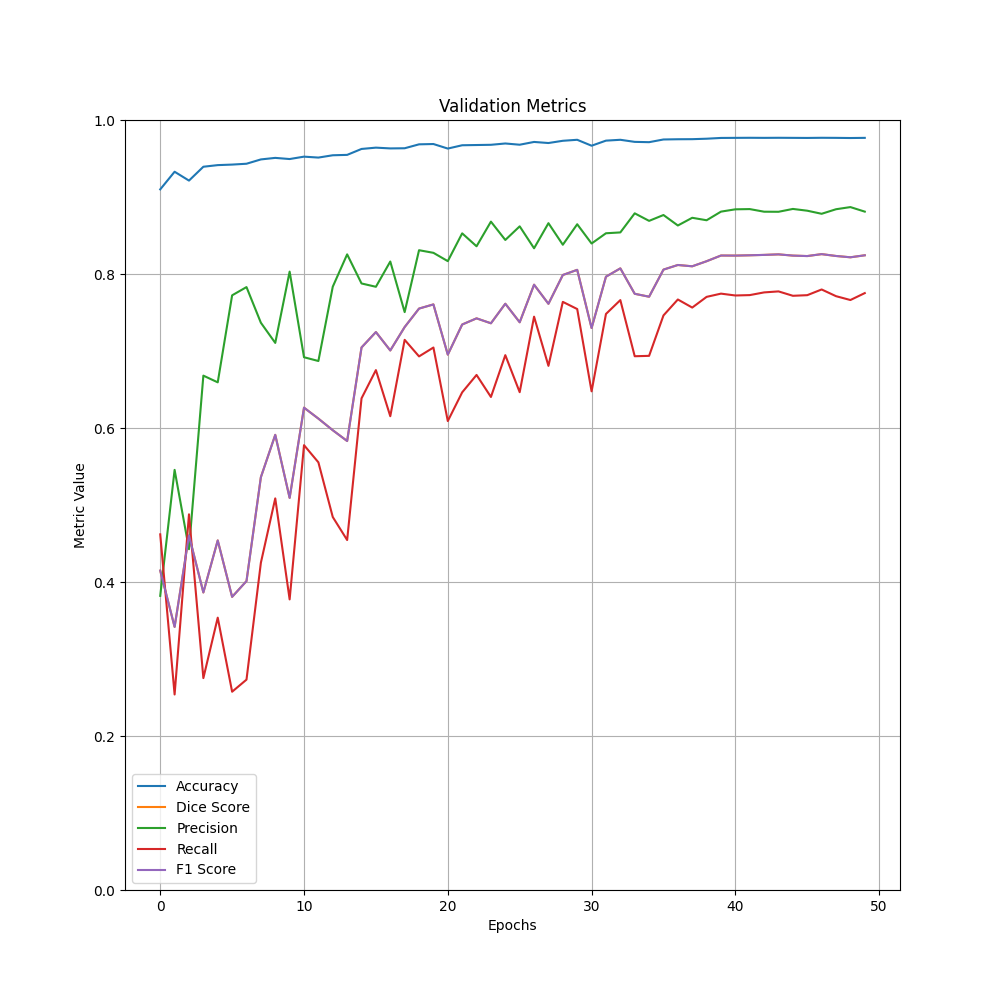 Validation Metrics
Metric Value
1.0
0.8
0.6
0.4
0.2
0.0
Accuracy
Dice Score
Precision
Recall
F1 Score
0 10 20 30 40 50
Epochs